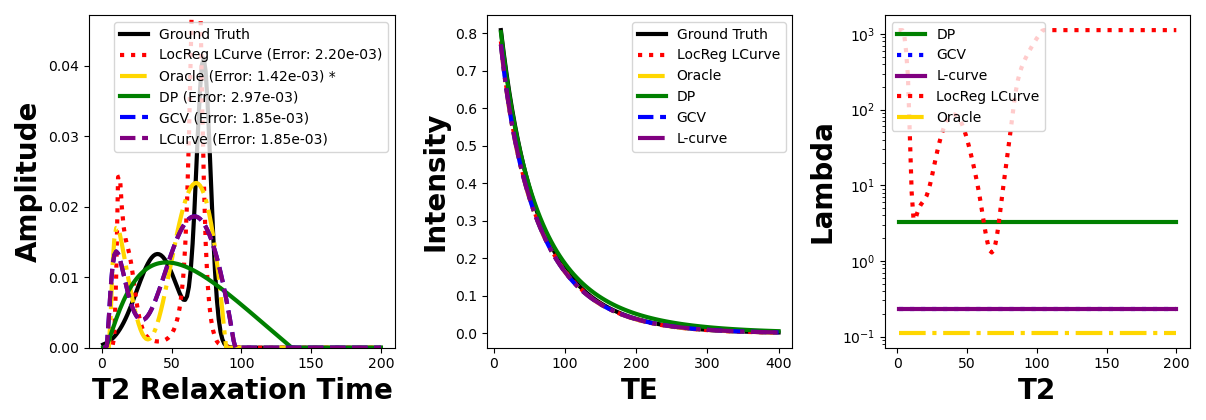 Amplitude
0.04
0.03
0.02
0.01
0.00
0
50
100
150
200
T2 Relaxation Time
Ground Truth
LocReg LCurve (Error: 2.20e-03)
Oracle (Error: 1.42e-03) *
DP (Error: 2.97e-03)
GCV (Error: 1.85e-03)
LCurve (Error: 1.85e-03)
Intensity
0.8
0.7
0.6
0.5
0.4
0.3
0.2
0.1
0.0
0
100
200
300
400
TE
Ground Truth
LocReg LCurve
Oracle
DP
GCV
L-curve
Lambda
10³
10²
10¹
10⁰
10⁻¹
0
50
100
150
200
T2
DP
GCV
L-curve
LocReg LCurve
Oracle